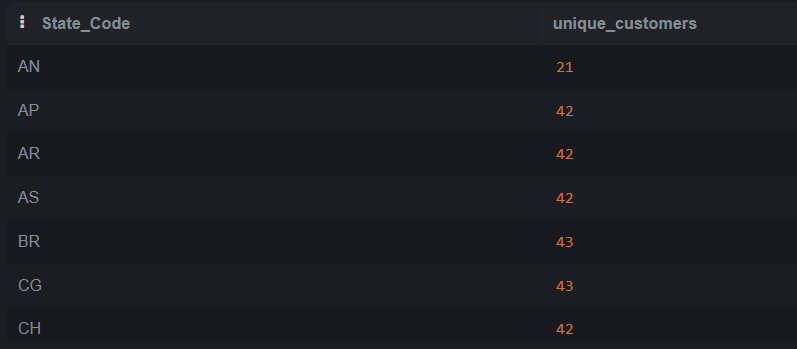 State_Code unique_customers
AN 21
AP 42
AR 42
AS 42
BR 43
CG 43
CH 42